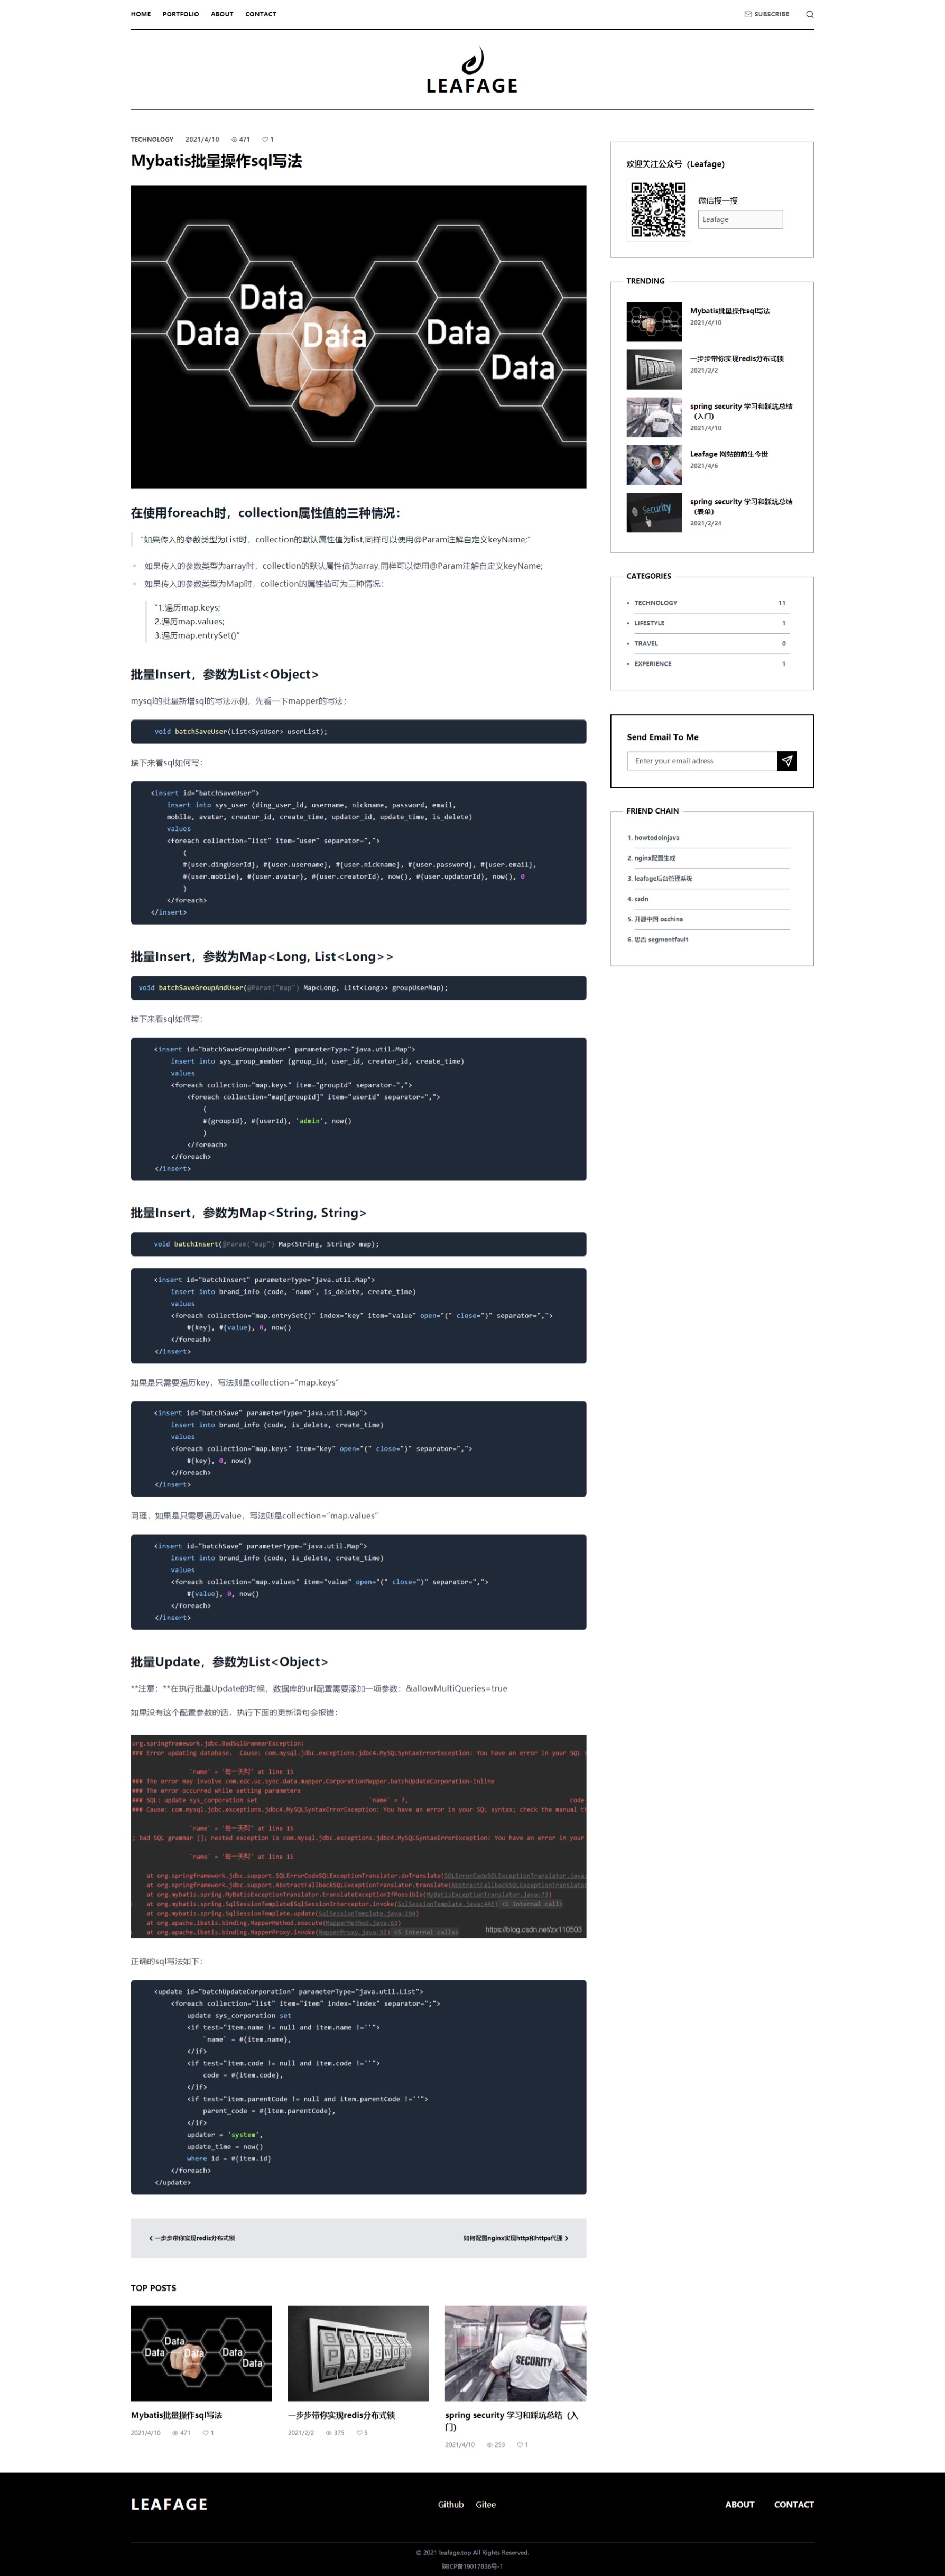 HOME PORTFOLIO ABOUT CONTACT SUBSCRIBE
LEAFAGE
TECHNOLOGY 2021/4/10 471 1
Mybatis批量操作sql写法
Data
Data
Data
Data
Data
在使用foreach时，collection属性值的三种情况：
"如果传入的参数类型为List时，collection的默认属性值为list,同样可以使用@Param注解自定义keyName;"
如果传入的参数类型为array时，collection的默认属性值为array,同样可以使用@Param注解自定义keyName;
如果传入的参数类型为Map时，collection的属性值可为三种情况：
"1.遍历map.keys;
2.遍历map.values;
3.遍历map.entrySet()"
批量Insert，参数为List<Object>
mysql的批量新增sql的写法示例，先看一下mapper的写法；
void batchSaveUser(List<SysUser> userList);
接下来看sql如何写：
<insert id="batchSaveUser">
insert into sys_user (ding_user_id, username, nickname, password, email,
mobile, avatar, creator_id, create_time, updator_id, update_time, is_delete)
values
<foreach collection="list" item="user" separator=",">
(
#{user.dingUserId}, #{user.username}, #{user.nickname}, #{user.password}, #{user.email},
#{user.mobile}, #{user.avatar}, #{user.creatorId}, now(), #{user.updatorId}, now(), 0
)
</foreach>
</insert>
批量Insert，参数为Map<Long, List<Long>>
void batchSaveGroupAndUser(@Param("map") Map<Long, List<Long>> groupUserMap);
接下来看sql如何写：
<insert id="batchSaveGroupAndUser" parameterType="java.util.Map">
insert into sys_group_member (group_id, user_id, creator_id, create_time)
values
<foreach collection="map.keys" item="groupId" separator=",">
<foreach collection="map[groupId]" item="userId" separator=",">
(
#{groupId}, #{userId}, 'admin', now()
)
</foreach>
</foreach>
</insert>
批量Insert，参数为Map<String, String>
void batchInsert(@Param("map") Map<String, String> map);
<insert id="batchInsert" parameterType="java.util.Map">
insert into brand_info (code, `name`, is_delete, create_time)
values
<foreach collection="map.entrySet()" index="key" item="value" open="(" close=")" separator=",">
#{key}, #{value}, 0, now()
</foreach>
</insert>
如果是只需要遍历key，写法则是collection="map.keys"
<insert id="batchSave" parameterType="java.util.Map">
insert into brand_info (code, is_delete, create_time)
values
<foreach collection="map.keys" item="key" open="(" close=")" separator=",">
#{key}, 0, now()
</foreach>
</insert>
同理，如果是只需要遍历value，写法则是collection="map.values"
<insert id="batchSave" parameterType="java.util.Map">
insert into brand_info (code, is_delete, create_time)
values
<foreach collection="map.values" item="value" open="(" close=")" separator=",">
#{value}, 0, now()
</foreach>
</insert>
批量Update，参数为List<Object>
**注意：**在执行批量Update的时候，数据库的url配置需要添加一项参数：&allowMultiQueries=true
如果没有这个配置参数的话，执行下面的更新语句会报错：
org.springframework.jdbc.BadSqlGrammarException:
### Error updating database. Cause: com.mysql.jdbc.exceptions.jdbc4.MySQLSyntaxErrorException: You have an error in your SQL s
`name` = '每一天帮' at line 15
### The error may involve com.edc.uc.sync.data.mapper.CorporationMapper.batchUpdateCorporation-Inline
### The error occurred while setting parameters
### SQL: update sys_corporation set `name` = ?, code
### Cause: com.mysql.jdbc.exceptions.jdbc4.MySQLSyntaxErrorException: You have an error in your SQL syntax; check the manual th
`name` = '每一天帮' at line 15
; bad SQL grammar []; nested exception is com.mysql.jdbc.exceptions.jdbc4.MySQLSyntaxErrorException: You have an error in your
`name` = '每一天帮' at line 15
at org.springframework.jdbc.support.SQLErrorCodeSQLExceptionTranslator.doTranslate(SQLErrorCodeSQLExceptionTranslator.java
at org.springframework.jdbc.support.AbstractFallbackSQLExceptionTranslator.translate(AbstractFallbackSQLExceptionTranslator
at org.mybatis.spring.MyBatisExceptionTranslator.translateExceptionIfPossible(MyBatisExceptionTranslator.java:73)
at org.mybatis.spring.SqlSessionTemplate$SqlSessionInterceptor.invoke(SqlSessionTemplate.java:446) <1 internal call>
at org.mybatis.spring.SqlSessionTemplate.update(SqlSessionTemplate.java:294)
at org.apache.ibatis.binding.MapperMethod.execute(MapperMethod.java:63)
at org.apache.ibatis.binding.MapperProxy.invoke(MapperProxy.java:59) <5 internal calls>
https://blog.csdn.net/zx110503
正确的sql写法如下：
<update id="batchUpdateCorporation" parameterType="java.util.List">
<foreach collection="list" item="item" index="index" separator=";">
update sys_corporation set
<if test="item.name != null and item.name !=''">
`name` = #{item.name},
</if>
<if test="item.code != null and item.code !=''">
code = #{item.code},
</if>
<if test="item.parentCode != null and item.parentCode !=''">
parent_code = #{item.parentCode},
</if>
updater = 'system',
update_time = now()
where id = #{item.id}
</foreach>
</update>
一步步带你实现redis分布式锁 如何配置nginx实现http和https代理
TOP POSTS
Data
Data
Data
Data
Data
Mybatis批量操作sql写法
2021/4/10 471 1
PASSWORD
一步步带你实现redis分布式锁
2021/2/2 375 5
SECURITY
spring security 学习和踩坑总结（入
门）
2021/4/10 253 1
欢迎关注公众号（Leafage）
微信搜一搜
Leafage
TRENDING
Mybatis批量操作sql写法
2021/4/10
一步步带你实现redis分布式锁
2021/2/2
spring security 学习和踩坑总结
（入门）
2021/4/10
Leafage 网站的前生今世
2021/4/6
Security
spring security 学习和踩坑总结
（表单）
2021/2/24
CATEGORIES
TECHNOLOGY 11
LIFESTYLE 1
TRAVEL 0
EXPERIENCE 1
Send Email To Me
Enter your email adress
FRIEND CHAIN
1. howtodoinjava
2. nginx配置生成
3. leafage后台管理系统
4. csdn
5. 开源中国 oschina
6. 思否 segmentfault
LEAFAGE Github Gitee ABOUT CONTACT
© 2021 leafage.top All Rights Reserved.
陕ICP备19017836号-1